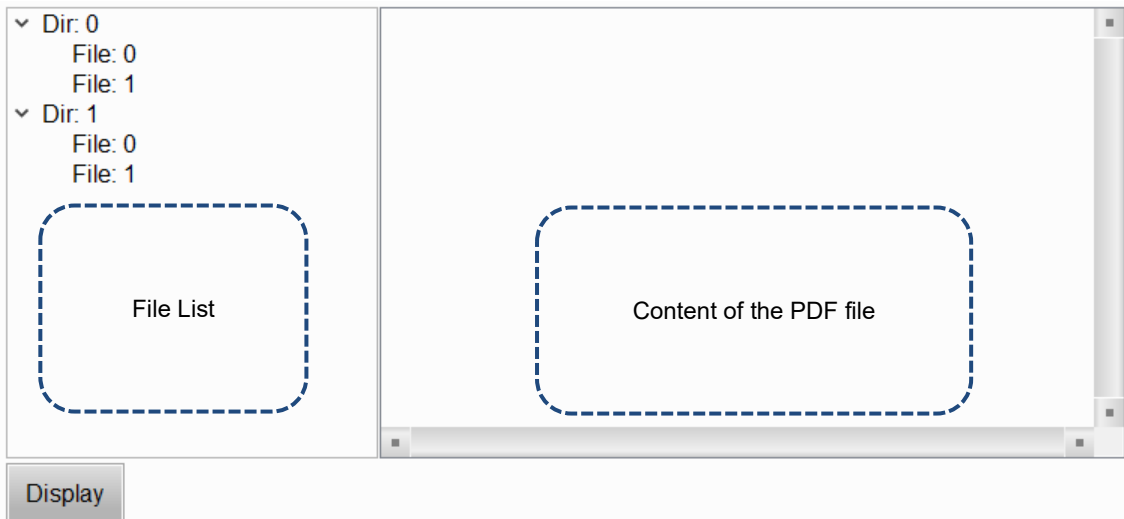 Dir: 0
File: 0
File: 1
Dir: 1
File: 0
File: 1
File List
Content of the PDF file
Display